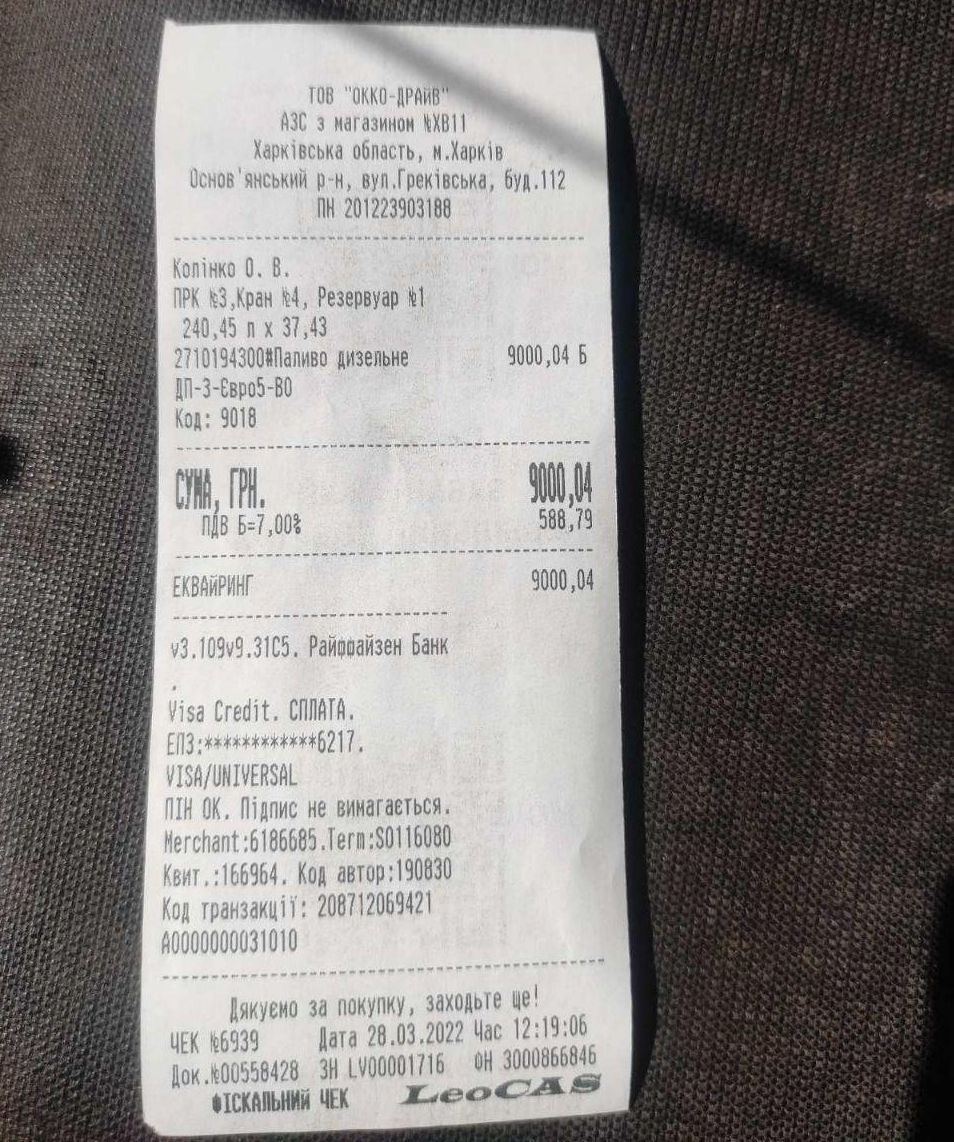 ТОВ "ОККО-ДРАЙВ"
АЗС з магазином №ХВ11
Харківська область, м.Харків
Основ'янський р-н, вул.Греківська, буд.112
ПН 201223903188
Копінко О. В.
ПРК №3,Кран №4, Резервуар №1
240,45 л х 37,43
2710194300#Паливо дизельне 9000,04 Б
ДП-З-Євро5-В0
Код: 9018
СУМА, ГРН. 9000,04
ПДВ Б=7,00% 588,79
ЕКВАЙРИНГ 9000,04
v3.109v9.31C5. Райффайзен Банк
.
Visa Credit. СПЛАТА.
ЕПЗ:************6217.
VISA/UNIVERSAL
ПІН ОК. Підпис не вимагається.
Merchant:6186685.Term:S0116080
Квит.:166964. Код автор:190830
Код транзакції: 208712069421
A0000000031010
Дякуємо за покупку, заходьте ще!
ЧЕК №6939 Дата 28.03.2022 Час 12:19:06
Док.№00558428 ЗН LV00001716 ФН 3000866846
ФІСКАЛЬНИЙ ЧЕК LeoCAS